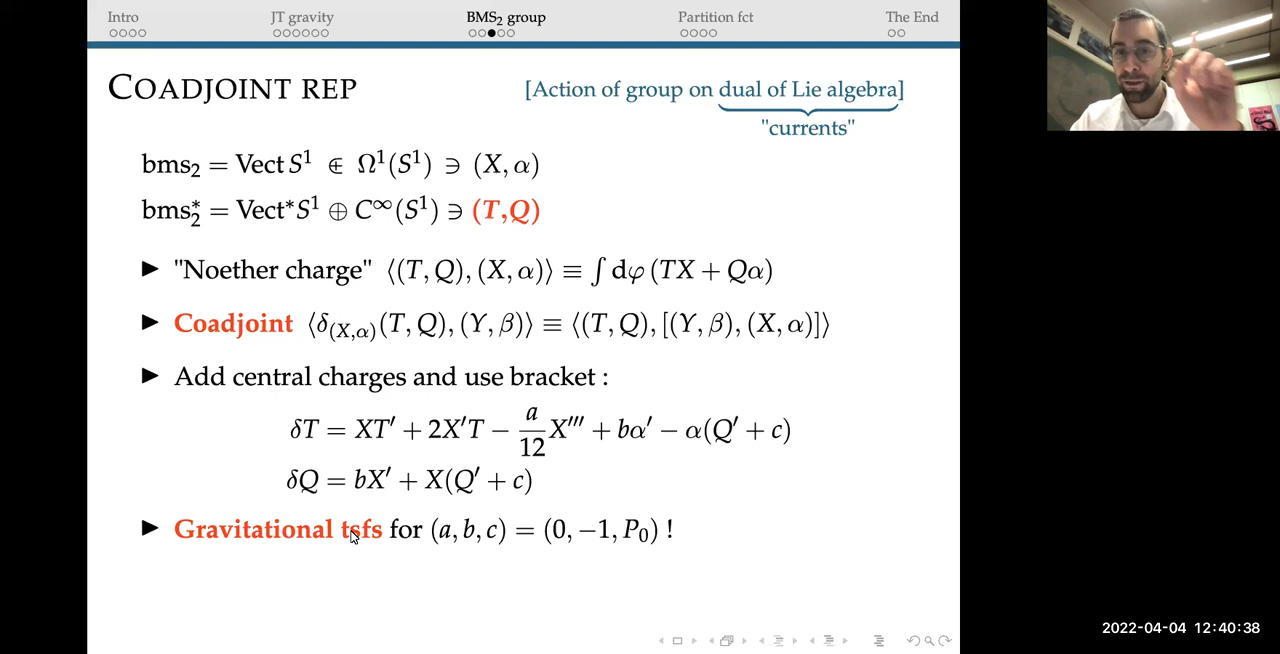 Intro JT gravity BMS₂ group Partition fct The End
COADJOINT REP [Action of group on dual of Lie algebra]
"currents"
bms₂ = Vect S¹ ⋹ Ω¹(S¹) ∋ (X, α)
bms₂* = Vect*S¹ ⊕ C^∞(S¹) ∋ (T,Q)
▶ "Noether charge" ⟨(T, Q), (X, α)⟩ ≡ ∫ dφ (TX + Qα)
▶ Coadjoint ⟨δ_(X,α)(T, Q), (Y, β)⟩ ≡ ⟨(T, Q), [(Y, β), (X, α)]⟩
▶ Add central charges and use bracket :
δT = XT′ + 2X′T − a/12 X‴ + bα′ − α(Q′ + c)
δQ = bX′ + X(Q′ + c)
▶ Gravitational tsfs for (a, b, c) = (0, −1, P₀) !
2022-04-04 12:40:38